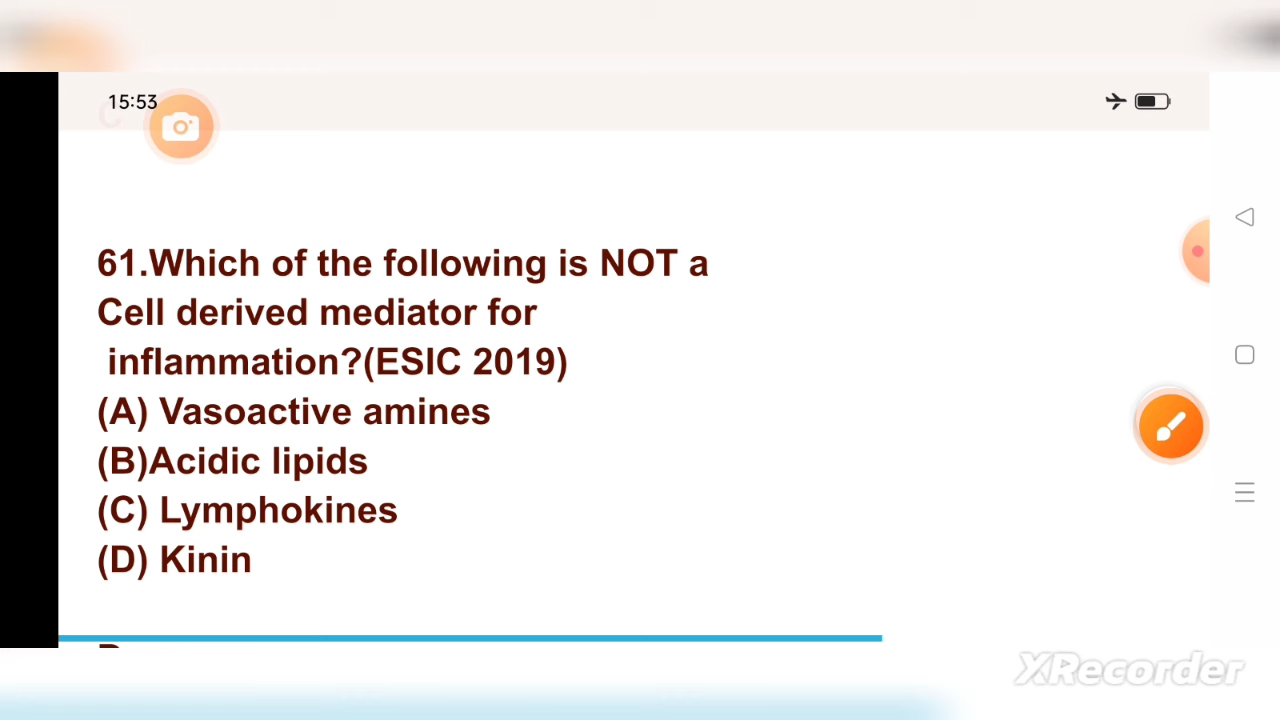 15:53
61.Which of the following is NOT a
Cell derived mediator for
inflammation?(ESIC 2019)
(A) Vasoactive amines
(B)Acidic lipids
(C) Lymphokines
(D) Kinin
XRecorder